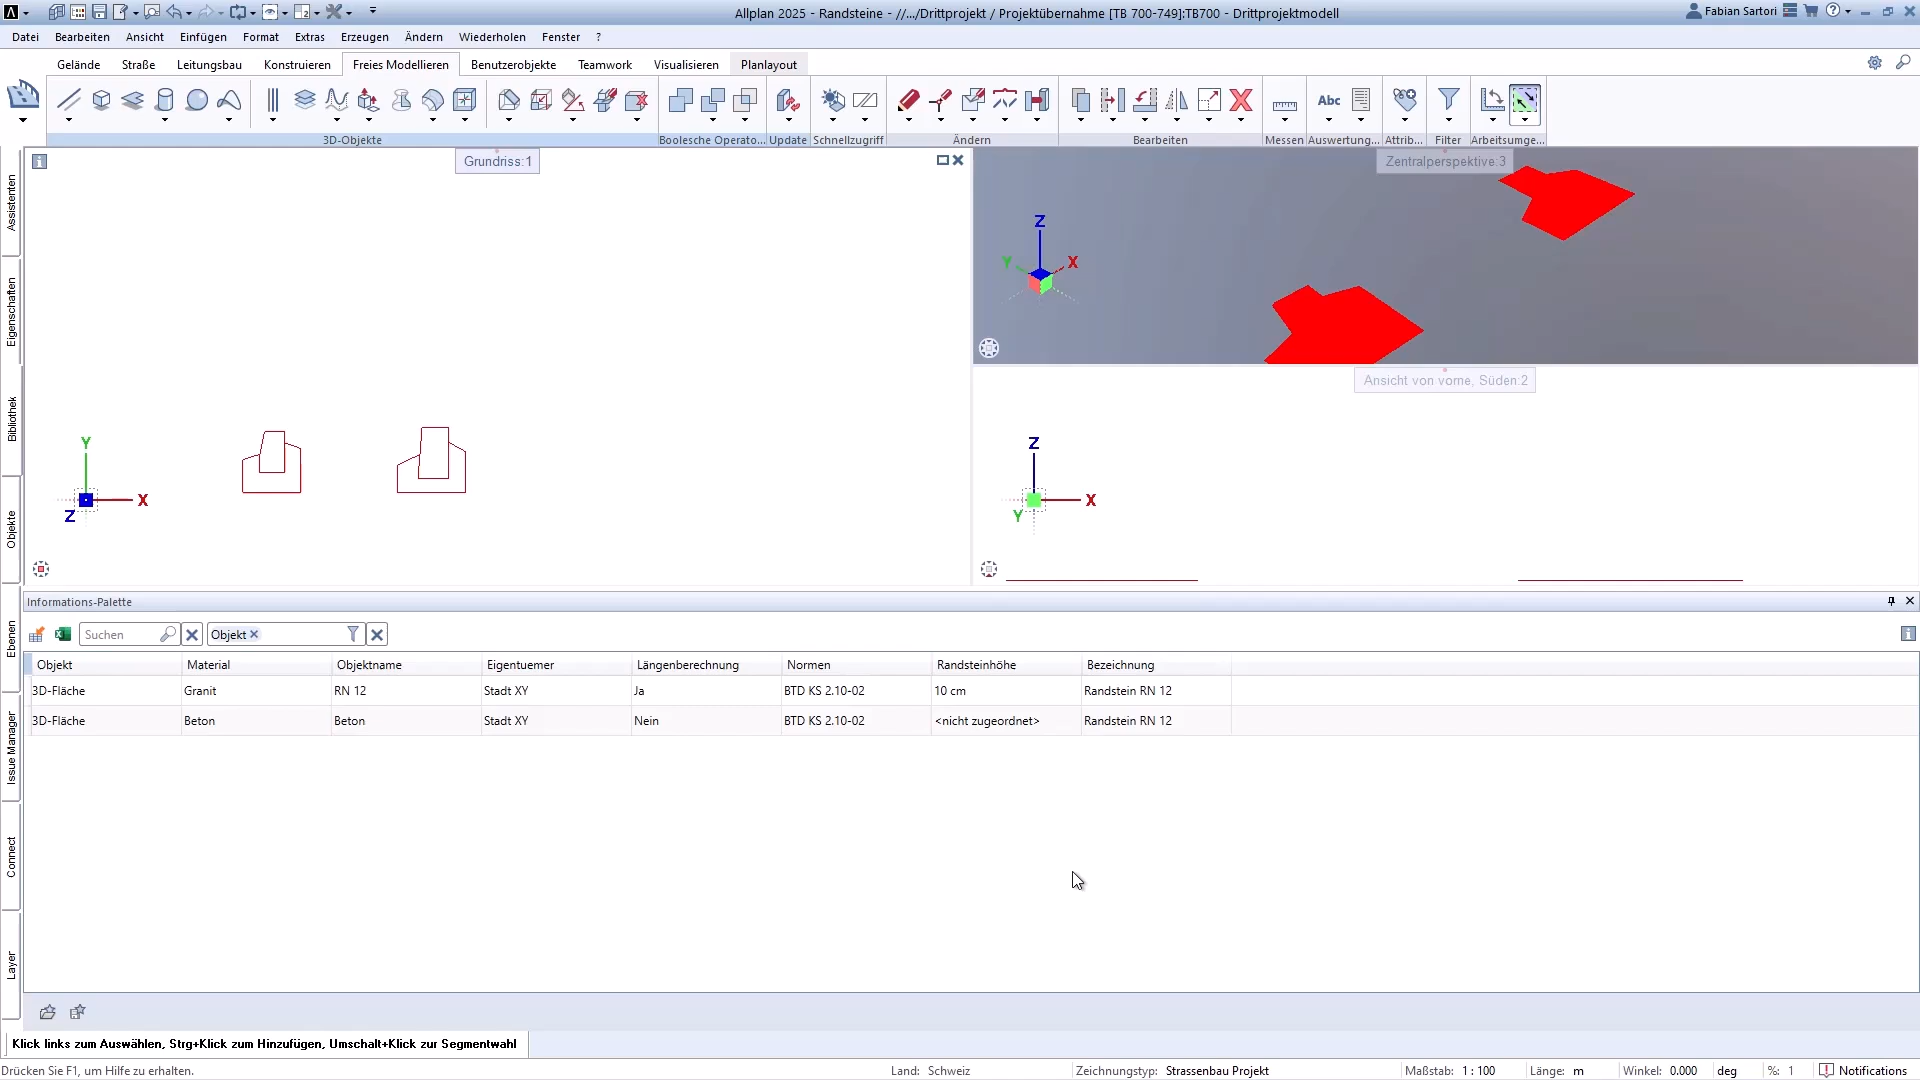 Allplan 2025 - Randsteine - //.../Drittprojekt / Projektübernahme [TB 700-749]:TB700 - Drittprojektmodell
Fabian Sartori
Datei Bearbeiten Ansicht Einfügen Format Extras Erzeugen Ändern Wiederholen Fenster ?
Gelände Straße Leitungsbau Konstruieren Freies Modellieren Benutzerobjekte Teamwork Visualisieren Planlayout
Abc
3D-Objekte Boolesche Operato... Update Schnellzugriff Ändern Bearbeiten Messen Auswertung,... Attrib... Filter Arbeitsumge...
Assistenten
Eigenschaften
Bibliothek
Objekte
Ebenen
Issue Manager
Connect
Layer
Grundriss:1
Y
X
Z
Zentralperspektive:3
Z
Y
X
Ansicht von vorne, Süden:2
Z
X
Y
Informations-Palette
Suchen Objekt
Objekt Material Objektname Eigentuemer Längenberechnung Normen Randsteinhöhe Bezeichnung
3D-Fläche Granit RN 12 Stadt XY Ja BTD KS 2.10-02 10 cm Randstein RN 12
3D-Fläche Beton Beton Stadt XY Nein BTD KS 2.10-02 <nicht zugeordnet> Randstein RN 12
Klick links zum Auswählen, Strg+Klick zum Hinzufügen, Umschalt+Klick zur Segmentwahl
Drücken Sie F1, um Hilfe zu erhalten. Land: Schweiz Zeichnungstyp: Strassenbau Projekt Maßstab: 1 : 100 Länge: m Winkel: 0.000 deg %: 1 Notifications